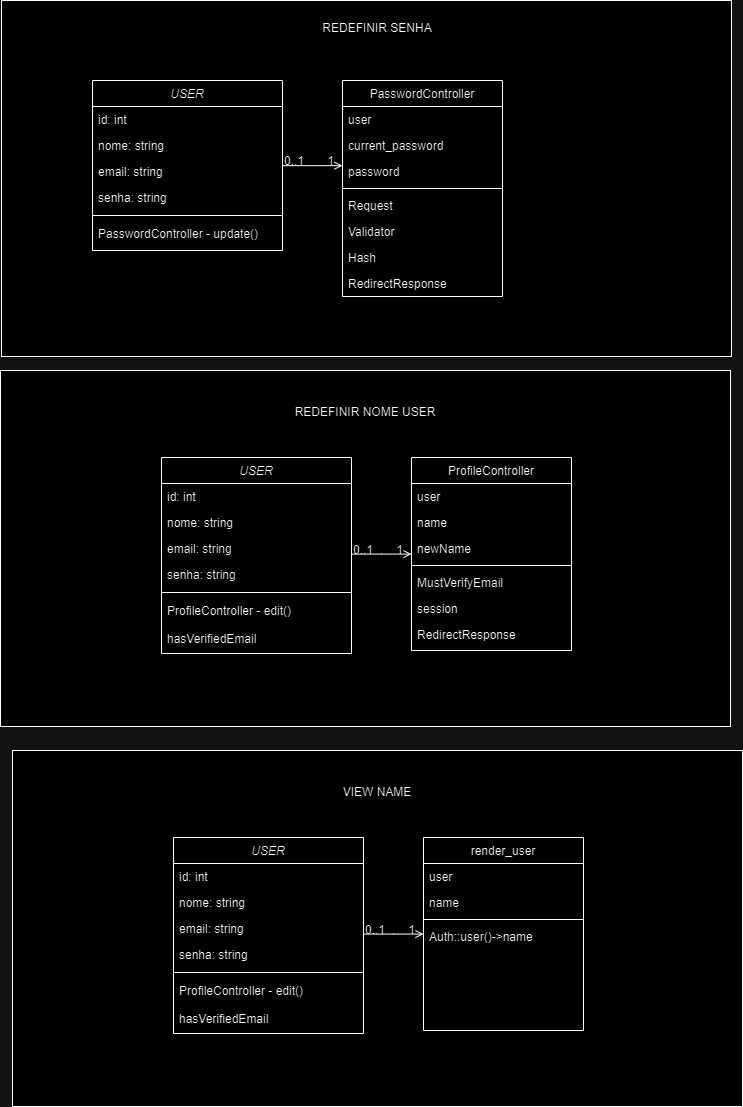 REDEFINIR SENHA
USER
id: int
nome: string
email: string
senha: string
PasswordController - update()
0..1
1
PasswordController
user
current_password
password
Request
Validator
Hash
RedirectResponse
REDEFINIR NOME USER
USER
id: int
nome: string
email: string
senha: string
ProfileController - edit()
hasVerifiedEmail
0..1
1
ProfileController
user
name
newName
MustVerifyEmail
session
RedirectResponse
VIEW NAME
USER
id: int
nome: string
email: string
senha: string
ProfileController - edit()
hasVerifiedEmail
0..1
1
render_user
user
name
Auth::user()->name